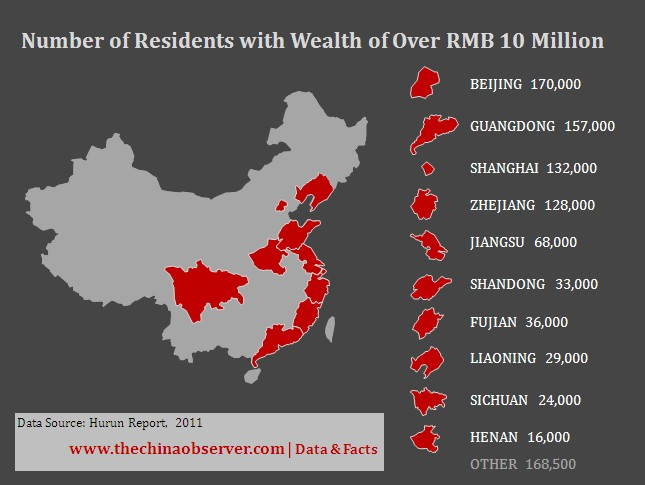 Number of Residents with Wealth of Over RMB 10 Million
BEIJING 170,000
GUANGDONG 157,000
SHANGHAI 132,000
ZHEJIANG 128,000
JIANGSU 68,000
SHANDONG 33,000
FUJIAN 36,000
LIAONING 29,000
SICHUAN 24,000
HENAN 16,000
OTHER 168,500
Data Source: Hurun Report, 2011
www.thechinaobserver.com | Data & Facts